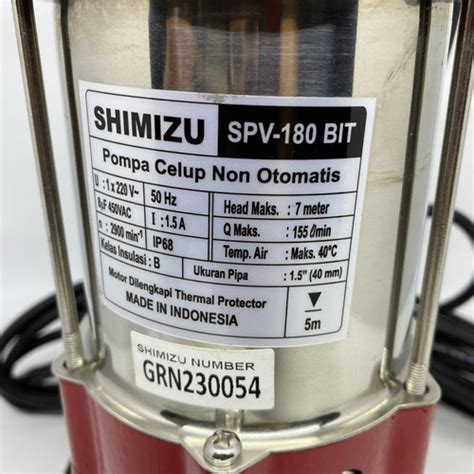 SHIMIZU SPV-180 BIT
Pompa Celup Non Otomatis
U : 1 x 220 V~ 50 Hz Head Maks. : 7 meter
8µF 450VAC I : 1.5 A Q Maks. : 155 ℓ/min
n : 2900 min⁻¹ IP68 Temp. Air : Maks. 40°C
Kelas Insulasi : B Ukuran Pipa : 1.5" (40 mm)
Motor Dilengkapi Thermal Protector
MADE IN INDONESIA
5m
SHIMIZU NUMBER
GRN230054